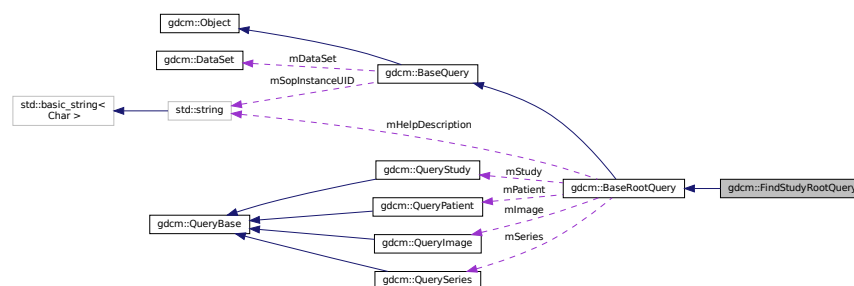 gdcm::Object
gdcm::DataSet
mDataSet
gdcm::BaseQuery
mSopInstanceUID
std::basic_string<
Char >
std::string
mHelpDescription
gdcm::QueryStudy
mStudy
gdcm::BaseRootQuery
gdcm::FindStudyRootQuery
mPatient
gdcm::QueryPatient
mImage
gdcm::QueryBase
gdcm::QueryImage
mSeries
gdcm::QuerySeries